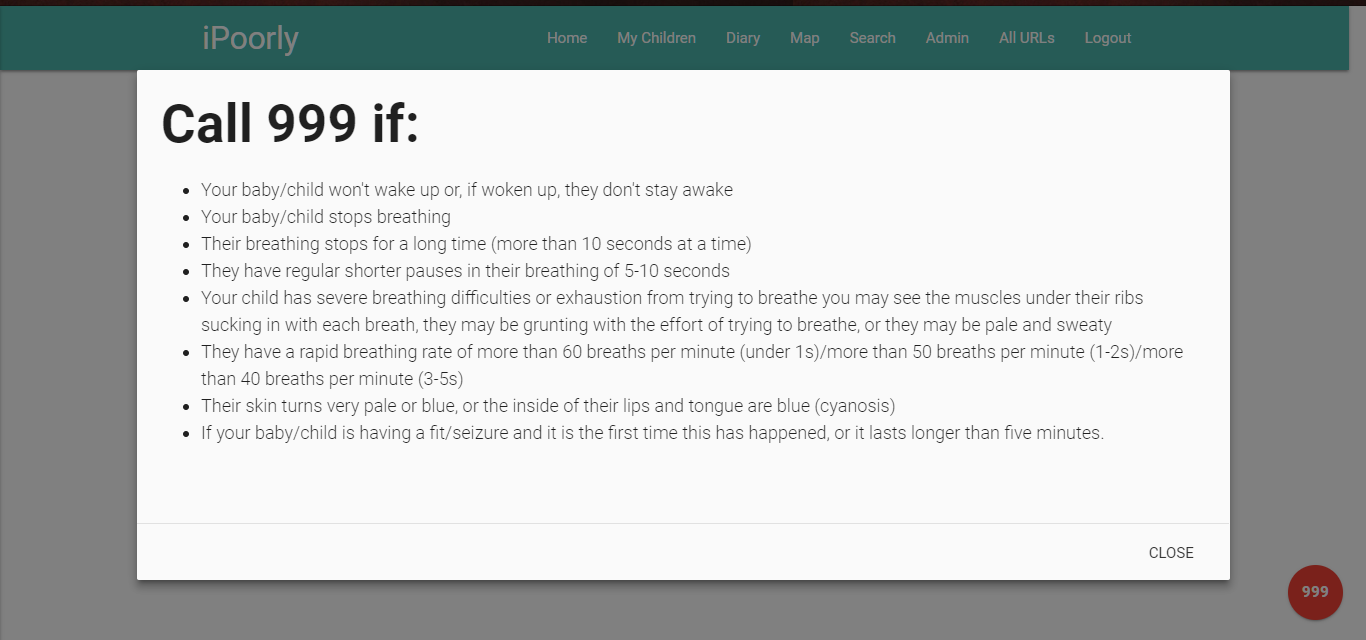 iPoorly
Home My Children Diary Map Search Admin All URLs Logout
Call 999 if:
Your baby/child won't wake up or, if woken up, they don't stay awake
Your baby/child stops breathing
Their breathing stops for a long time (more than 10 seconds at a time)
They have regular shorter pauses in their breathing of 5-10 seconds
Your child has severe breathing difficulties or exhaustion from trying to breathe you may see the muscles under their ribs
sucking in with each breath, they may be grunting with the effort of trying to breathe, or they may be pale and sweaty
They have a rapid breathing rate of more than 60 breaths per minute (under 1s)/more than 50 breaths per minute (1-2s)/more
than 40 breaths per minute (3-5s)
Their skin turns very pale or blue, or the inside of their lips and tongue are blue (cyanosis)
If your baby/child is having a fit/seizure and it is the first time this has happened, or it lasts longer than five minutes.
CLOSE
999